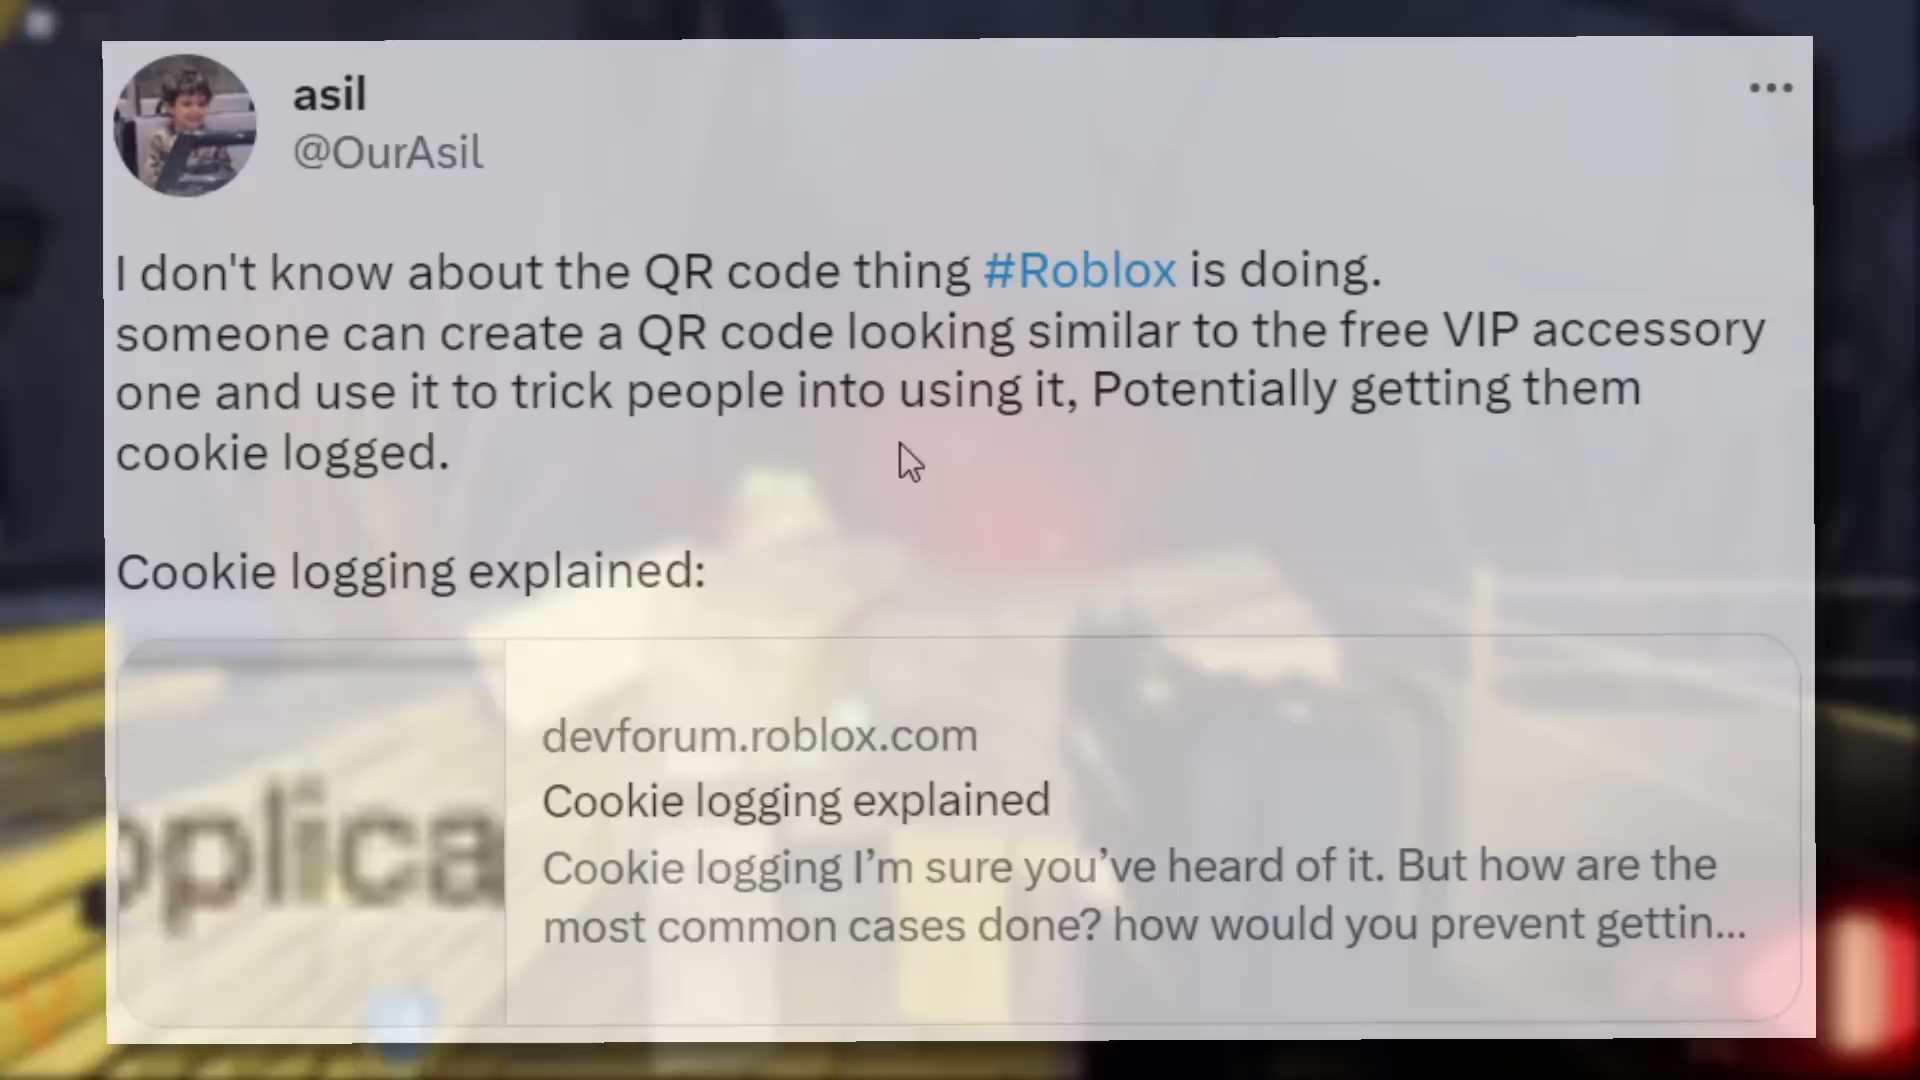 asil
@OurAsil
I don't know about the QR code thing #Roblox is doing.
someone can create a QR code looking similar to the free VIP accessory
one and use it to trick people into using it, Potentially getting them
cookie logged.
Cookie logging explained:
devforum.roblox.com
Cookie logging explained
Cookie logging I’m sure you’ve heard of it. But how are the
most common cases done? how would you prevent gettin...
plica